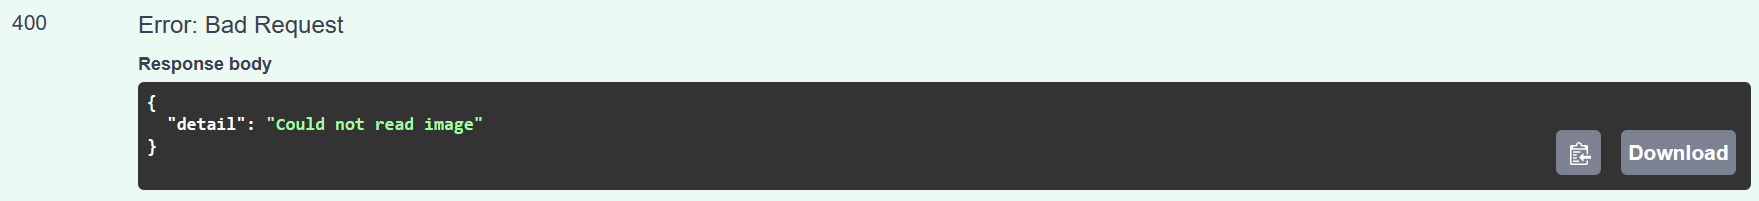 400
Error: Bad Request
Response body
{
  "detail": "Could not read image"
}
Download